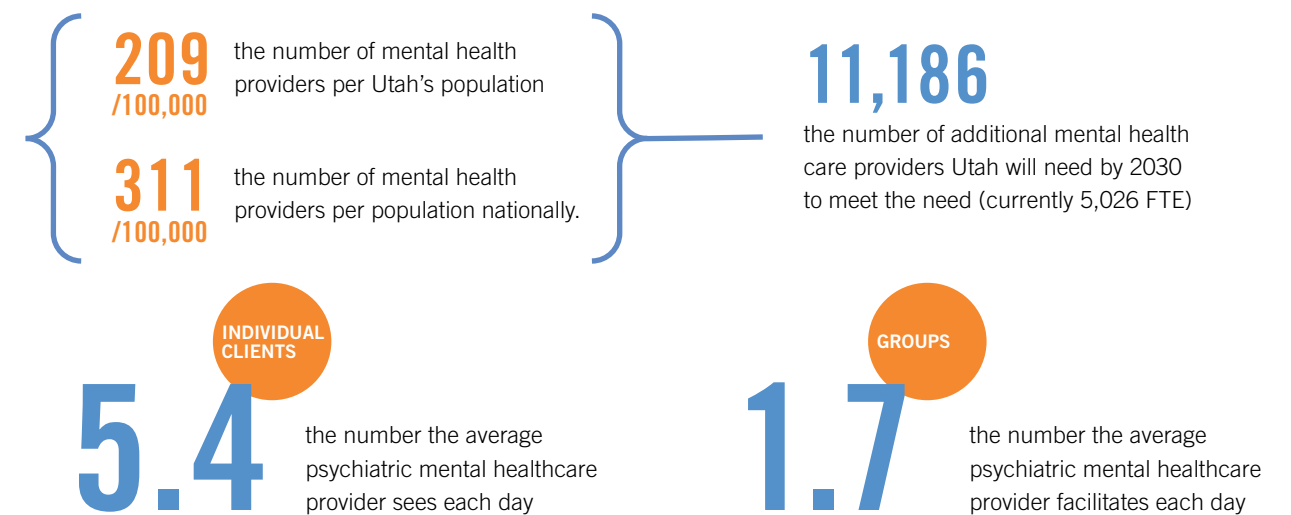 209
/100,000
the number of mental health
providers per Utah’s population
311
/100,000
the number of mental health
providers per population nationally.
11,186
the number of additional mental health
care providers Utah will need by 2030
to meet the need (currently 5,026 FTE)
INDIVIDUAL
CLIENTS
5.4
the number the average
psychiatric mental healthcare
provider sees each day
GROUPS
1.7
the number the average
psychiatric mental healthcare
provider facilitates each day